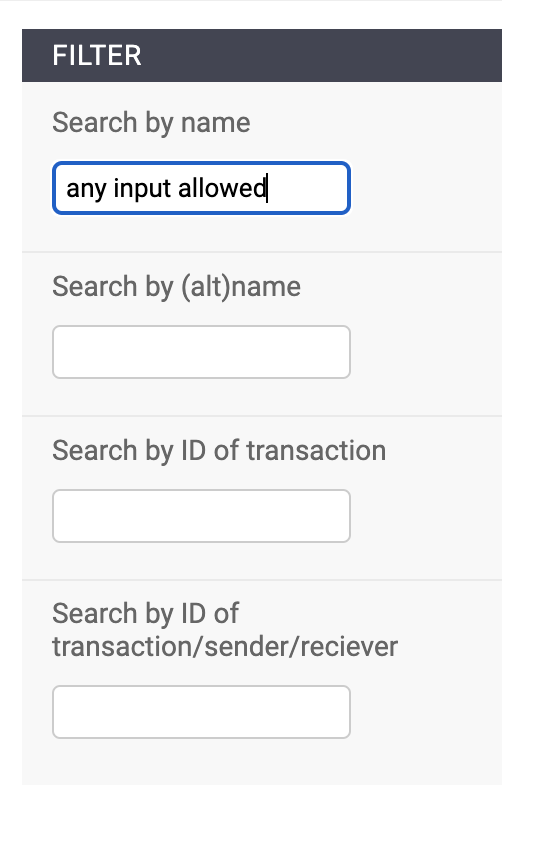 FILTER
Search by name
any input allowed
Search by (alt)name
Search by ID of transaction
Search by ID of
transaction/sender/reciever